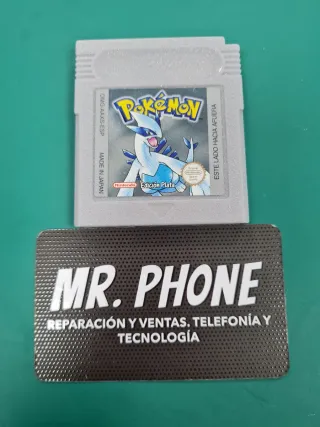 POKéMON
DMG-AAXS-ESP
MADE IN JAPAN
ESTE LADO HACIA AFUERA
Nintendo
Edición Plata
MR. PHONE
REPARACIÓN Y VENTAS. TELEFONÍA Y
TECNOLOGÍA